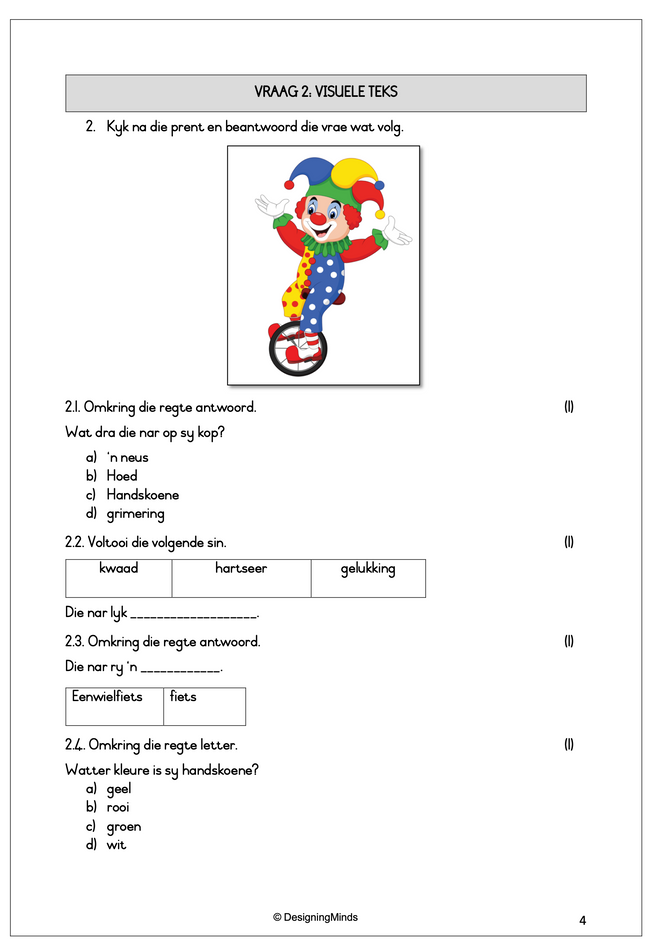 VRAAG 2: VISUELE TEKS
2. Kyk na die prent en beantwoord die vrae wat volg.
2.1. Omkring die regte antwoord. (1)
Wat dra die nar op sy kop?
a) 'n neus
b) Hoed
c) Handskoene
d) grimering
2.2. Voltooi die volgende sin. (1)
kwaad hartseer gelukking
Die nar lyk ___________________.
2.3. Omkring die regte antwoord. (1)
Die nar ry 'n ____________.
Eenwielfiets fiets
2.4. Omkring die regte letter. (1)
Watter kleure is sy handskoene?
a) geel
b) rooi
c) groen
d) wit
© DesigningMinds
4